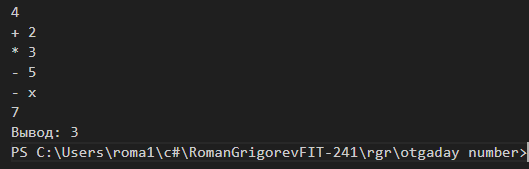 4
+ 2
* 3
- 5
- x
7
Вывод: 3
PS C:\Users\roma1\c#\RomanGrigorevFIT-241\rgr\otgaday number>